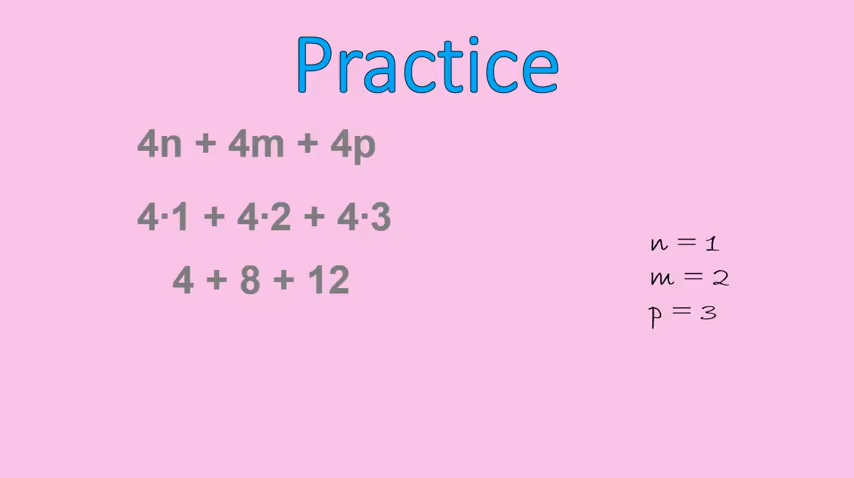 Practice
4n + 4m + 4p
4·1 + 4·2 + 4·3
4 + 8 + 12
n = 1
m = 2
p = 3